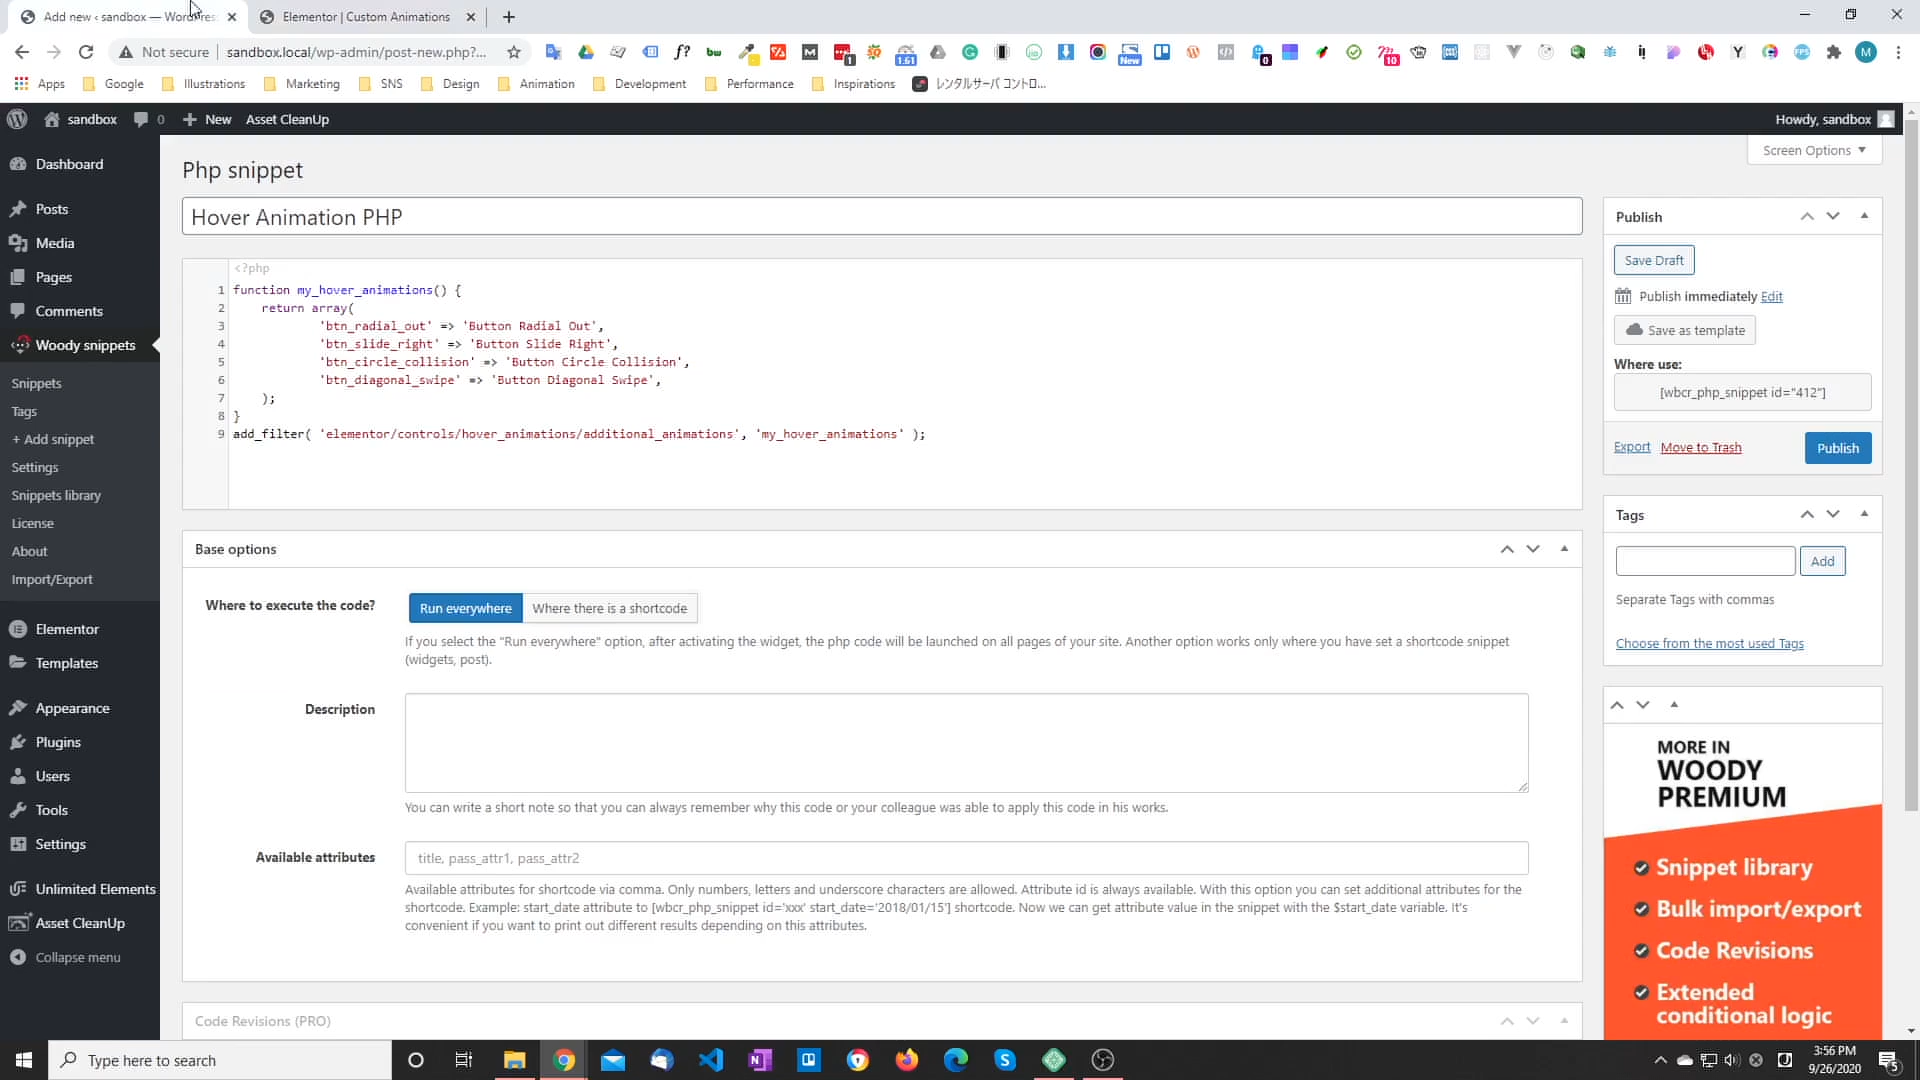 Add new ‹ sandbox — WordPres
Elementor | Custom Animations
Not secure
sandbox.local/wp-admin/post-new.php?...
1
1.61
New
0
10
M
Apps
Google
Illustrations
Marketing
SNS
Design
Animation
Development
Performance
Inspirations
レンタルサーバ コントロ...
sandbox
0
New
Asset CleanUp
Howdy, sandbox
Screen Options
Dashboard
Posts
Media
Pages
Comments
Woody snippets
Snippets
Tags
+ Add snippet
Settings
Snippets library
License
About
Import/Export
Elementor
Templates
Appearance
Plugins
Users
Tools
Settings
Unlimited Elements
Asset CleanUp
Collapse menu
Php snippet
Hover Animation PHP
<?php
1 function my_hover_animations() {
2 return array(
3 'btn_radial_out' => 'Button Radial Out',
4 'btn_slide_right' => 'Button Slide Right',
5 'btn_circle_collision' => 'Button Circle Collision',
6 'btn_diagonal_swipe' => 'Button Diagonal Swipe',
7 );
8 }
9 add_filter( 'elementor/controls/hover_animations/additional_animations', 'my_hover_animations' );
Base options
Where to execute the code?
Run everywhere
Where there is a shortcode
If you select the "Run everywhere" option, after activating the widget, the php code will be launched on all pages of your site. Another option works only where you have set a shortcode snippet
(widgets, post).
Description
You can write a short note so that you can always remember why this code or your colleague was able to apply this code in his works.
Available attributes
title, pass_attr1, pass_attr2
Available attributes for shortcode via comma. Only numbers, letters and underscore characters are allowed. Attribute id is always available. With this option you can set additional attributes for the
shortcode. Example: start_date attribute to [wbcr_php_snippet id='xxx' start_date='2018/01/15'] shortcode. Now we can get attribute value in the snippet with the $start_date variable. It's
convenient if you want to print out different results depending on this attributes.
Code Revisions (PRO)
Publish
Save Draft
Publish immediately Edit
Save as template
Where use:
[wbcr_php_snippet id="412"]
Export
Move to Trash
Publish
Tags
Add
Separate Tags with commas
Choose from the most used Tags
MORE IN
WOODY
PREMIUM
Snippet library
Bulk import/export
Code Revisions
Extended
conditional logic
Type here to search
3:56 PM
9/26/2020
5